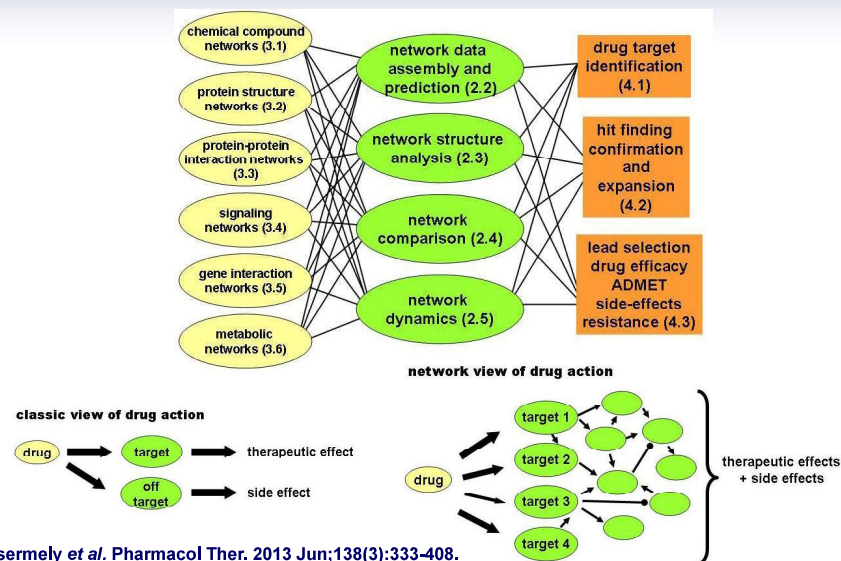 chemical compound
networks (3.1)
protein structure
networks (3.2)
protein-protein
interaction networks
(3.3)
signaling
networks (3.4)
gene interaction
networks (3.5)
metabolic
networks (3.6)
network data
assembly and
prediction (2.2)
network structure
analysis (2.3)
network
comparison (2.4)
network
dynamics (2.5)
drug target
identification
(4.1)
hit finding
confirmation
and
expansion
(4.2)
lead selection
drug efficacy
ADMET
side-effects
resistance (4.3)
classic view of drug action
drug
target
therapeutic effect
off
target
side effect
network view of drug action
drug
target 1
target 2
target 3
target 4
therapeutic effects
+ side effects
sermely et al. Pharmacol Ther. 2013 Jun;138(3):333-408.